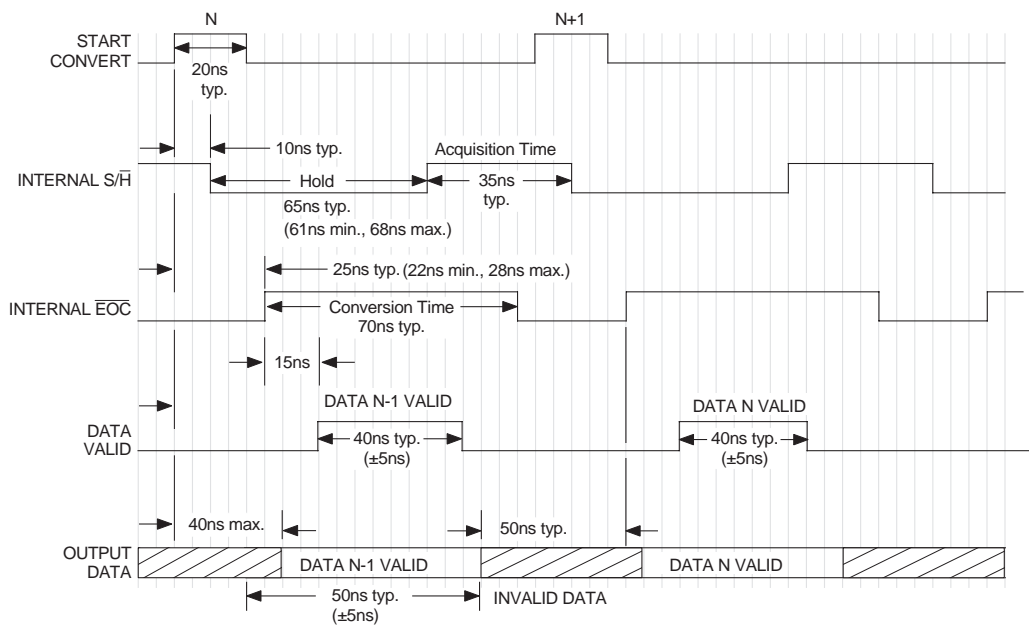 N
N+1
START
CONVERT
20ns
typ.
10ns typ.
Acquisition Time
INTERNAL S/H̅
Hold
35ns
typ.
65ns typ.
(61ns min., 68ns max.)
25ns typ. (22ns min., 28ns max.)
INTERNAL E̅O̅C̅
Conversion Time
70ns typ.
15ns
DATA N-1 VALID
DATA N VALID
DATA
VALID
40ns typ.
(±5ns)
40ns typ.
(±5ns)
40ns max.
50ns typ.
OUTPUT
DATA
DATA N-1 VALID
DATA N VALID
50ns typ.
(±5ns)
INVALID DATA